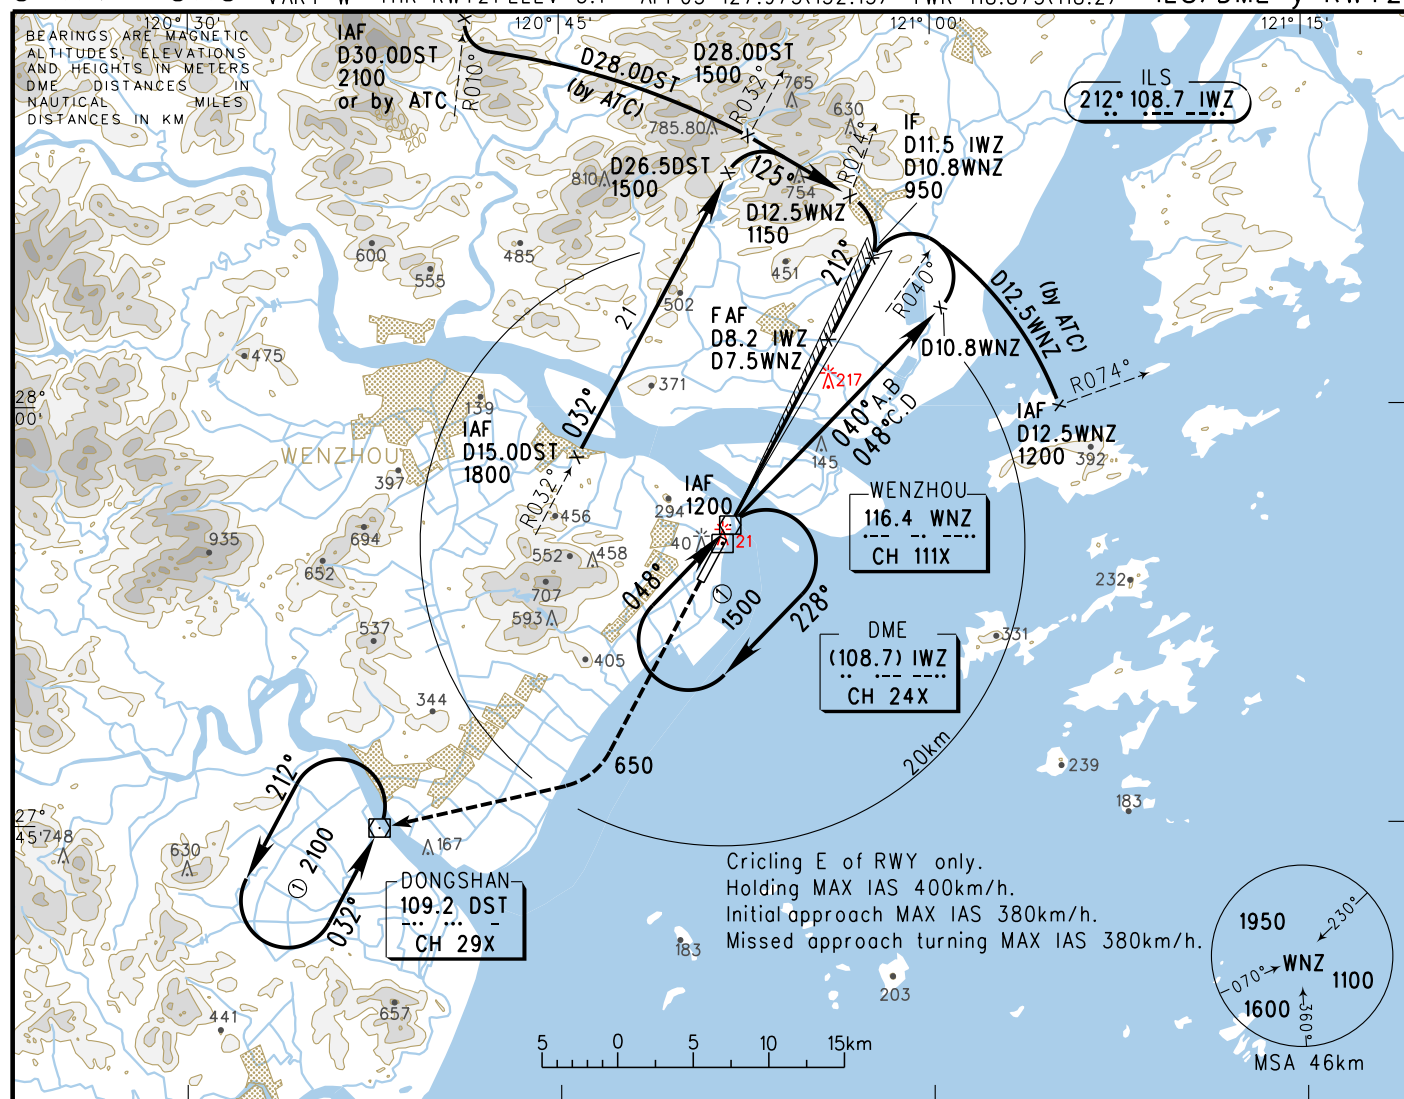 120°30'
120°45'
121°00'
121°15'
BEARINGS ARE MAGNETIC
ALTITUDES, ELEVATIONS
AND HEIGHTS IN METERS
DME DISTANCES IN
NAUTICAL MILES
DISTANCES IN KM
IAF
D30.0DST
2100
or by ATC
R010°
D28.0DST
(by ATC)
D28.0DST
1500
R032°
765
785.80
630
R024°
ILS
212° 108.7 IWZ
IF
D11.5 IWZ
D10.8WNZ
950
810
D26.5DST
1500
125°
754
D12.5WNZ
1150
600
555
485
451
502
212°
R040°
D12.5WNZ
(by ATC)
21
FAF
D8.2 IWZ
D7.5WNZ
D10.8WNZ
475
217
371
R074°
28°
00'
139
032°
040°A.B
048°C.D
IAF
D12.5WNZ
1200
392
IAF
D15.0DST
1800
WENZHOU
397
145
R032°
IAF
1200
294
456
WENZHOU
116.4 WNZ
CH 111X
694
935
652
552
458
40
21
707
593
048°
1
1500
228°
232
537
405
331
DME
(108.7) IWZ
CH 24X
344
650
20km
239
183
212°
27°
45'
748
630
1 2100
032°
167
DONGSHAN
109.2 DST
CH 29X
Cricling E of RWY only.
Holding MAX IAS 400km/h.
Initial approach MAX IAS 380km/h.
Missed approach turning MAX IAS 380km/h.
183
203
441
657
5 0 5 10 15km
1950
230°
WNZ
070°
1100
1600
360°
MSA 46km